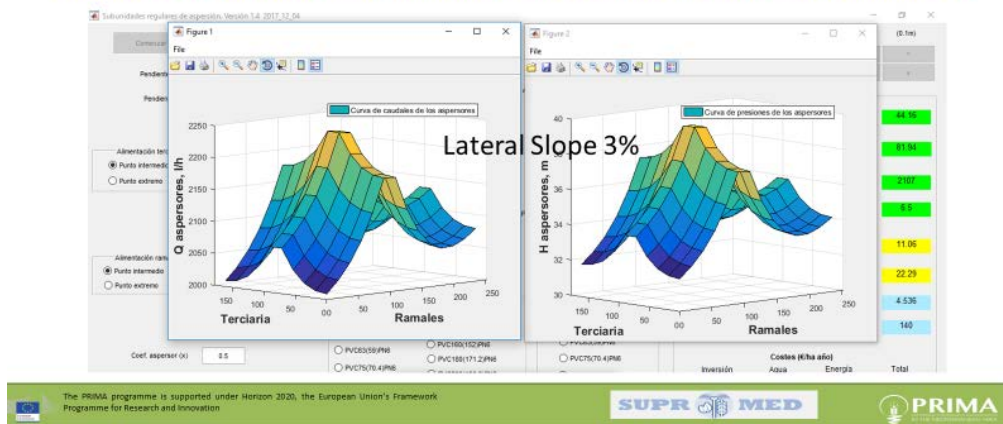 Subunidades regulares de aspersión. Versión 1.4 2017_12_04
Figure 1
File
Curva de caudales de los aspersores
2250
2200
2150
2100
2050
2000
Q aspersores, l/h
150
100
50
00
50
100
150
200
250
Terciaria
Ramales
Lateral Slope 3%
Figure 2
File
Curva de presiones de los aspersores
40
38
36
34
32
30
H aspersores, m
150
100
50
00
50
100
150
200
250
Terciaria
Ramales
Comenzar
Pendiente
Alimentación terc
Punto intermedio
Punto extremo
Alimentación rama
Punto intermedio
Punto extremo
Coef. aspersor (x)
0.5
PVC63(59)PN6
PVC75(70.4)PN6
PVC160(152)PN6
PVC180(171.2)PN6
PVC75(70.4)PN6
(0.1m)
44.16
81.94
2107
6.5
11.06
22.29
4.536
140
Costes (€/ha año)
Inversión Agua Energía Total
The PRIMA programme is supported under Horizon 2020, the European Union's Framework
Programme for Research and Innovation
SUPR MED
PRIMA